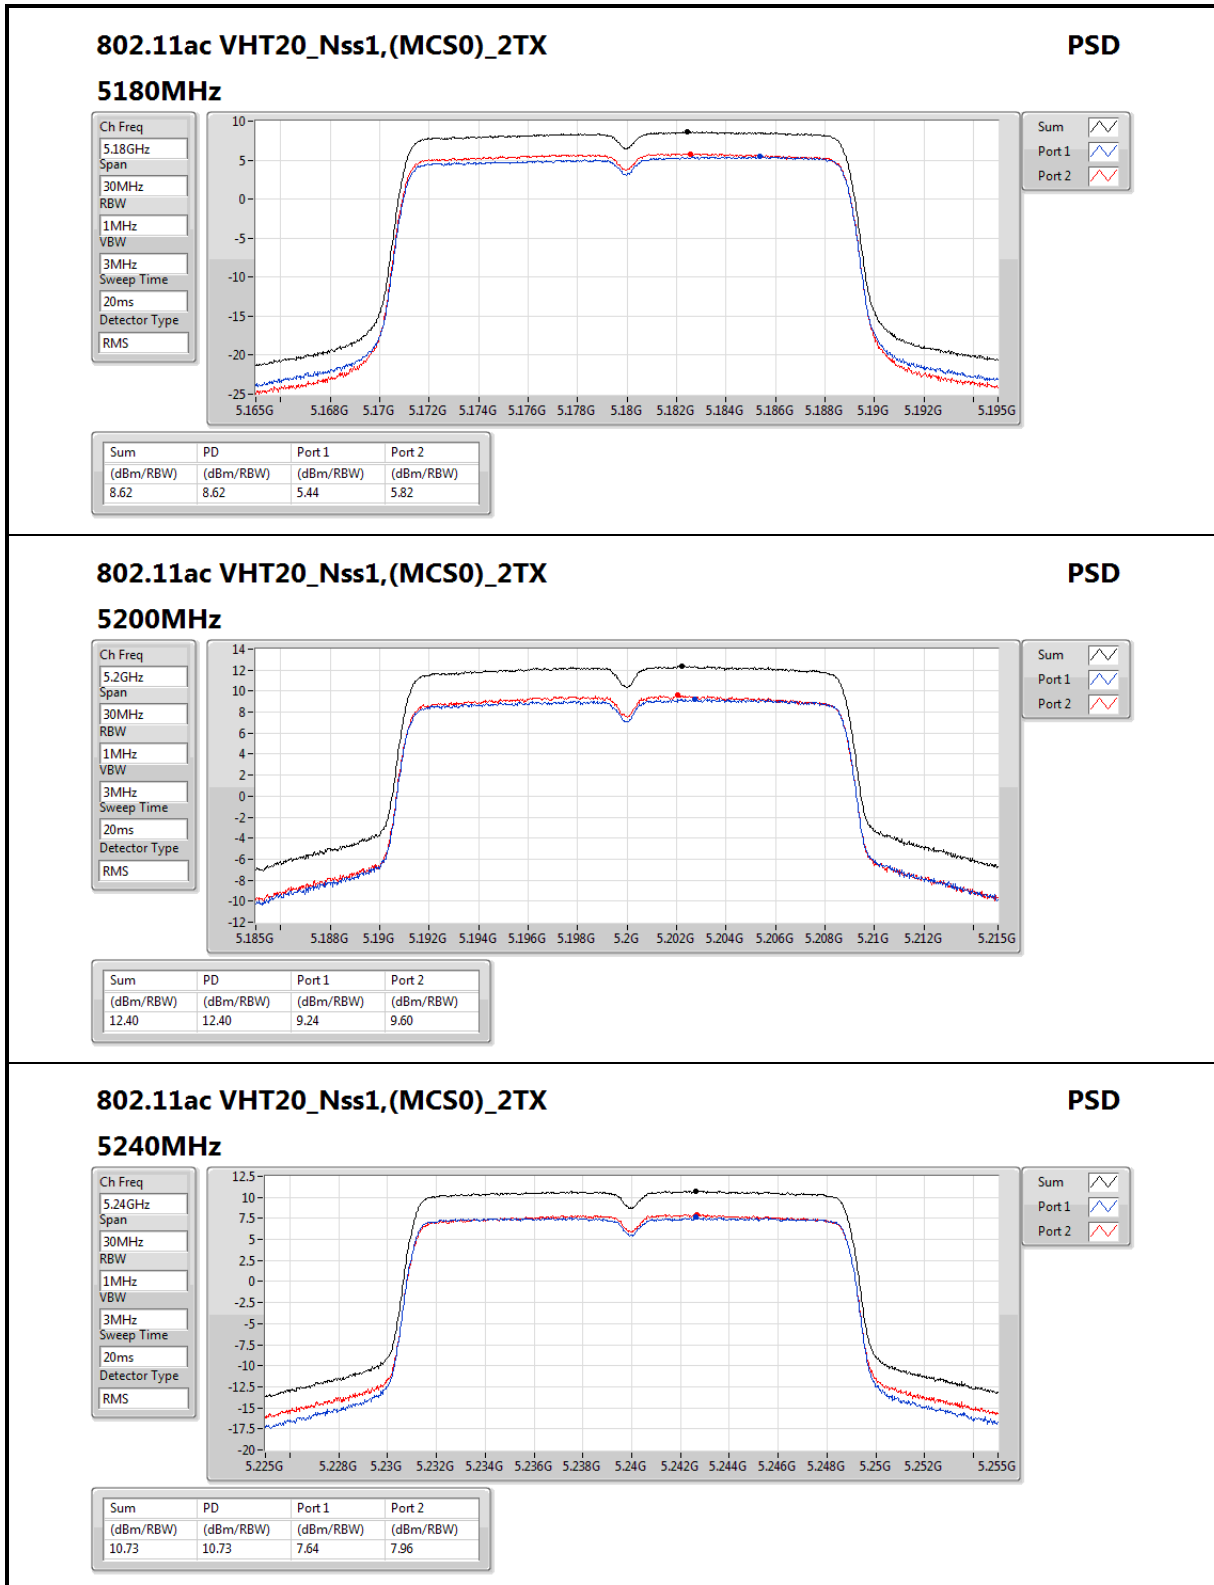 802.11ac VHT20_Nss1,(MCS0)_2TX PSD
5180MHz
Ch Freq
5.18GHz
Span
30MHz
RBW
1MHz
VBW
3MHz
Sweep Time
20ms
Detector Type
RMS
10
5
0
-5
-10
-15
-20
-25
5.165G 5.168G 5.17G 5.172G 5.174G 5.176G 5.178G 5.18G 5.182G 5.184G 5.186G 5.188G 5.19G 5.192G 5.195G
Sum
Port 1
Port 2
Sum PD Port 1 Port 2
(dBm/RBW) (dBm/RBW) (dBm/RBW) (dBm/RBW)
8.62 8.62 5.44 5.82
802.11ac VHT20_Nss1,(MCS0)_2TX PSD
5200MHz
Ch Freq
5.2GHz
Span
30MHz
RBW
1MHz
VBW
3MHz
Sweep Time
20ms
Detector Type
RMS
14
12
10
8
6
4
2
0
-2
-4
-6
-8
-10
-12
5.185G 5.188G 5.19G 5.192G 5.194G 5.196G 5.198G 5.2G 5.202G 5.204G 5.206G 5.208G 5.21G 5.212G 5.215G
Sum
Port 1
Port 2
Sum PD Port 1 Port 2
(dBm/RBW) (dBm/RBW) (dBm/RBW) (dBm/RBW)
12.40 12.40 9.24 9.60
802.11ac VHT20_Nss1,(MCS0)_2TX PSD
5240MHz
Ch Freq
5.24GHz
Span
30MHz
RBW
1MHz
VBW
3MHz
Sweep Time
20ms
Detector Type
RMS
12.5
10
7.5
5
2.5
0
-2.5
-5
-7.5
-10
-12.5
-15
-17.5
-20
5.225G 5.228G 5.23G 5.232G 5.234G 5.236G 5.238G 5.24G 5.242G 5.244G 5.246G 5.248G 5.25G 5.252G 5.255G
Sum
Port 1
Port 2
Sum PD Port 1 Port 2
(dBm/RBW) (dBm/RBW) (dBm/RBW) (dBm/RBW)
10.73 10.73 7.64 7.96